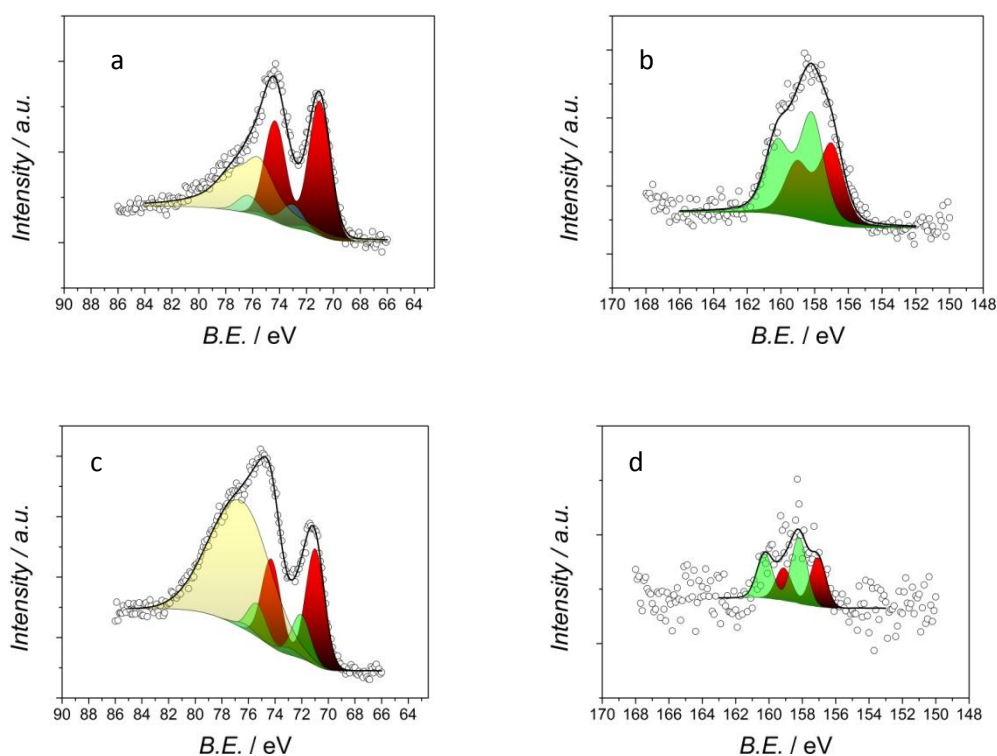 a
Intensity / a.u.
90 88 86 84 82 80 78 76 74 72 70 68 66 64
B.E. / eV
b
Intensity / a.u.
170 168 166 164 162 160 158 156 154 152 150 148
B.E. / eV
c
Intensity / a.u.
90 88 86 84 82 80 78 76 74 72 70 68 66 64
B.E. / eV
d
Intensity / a.u.
170 168 166 164 162 160 158 156 154 152 150 148
B.E. / eV